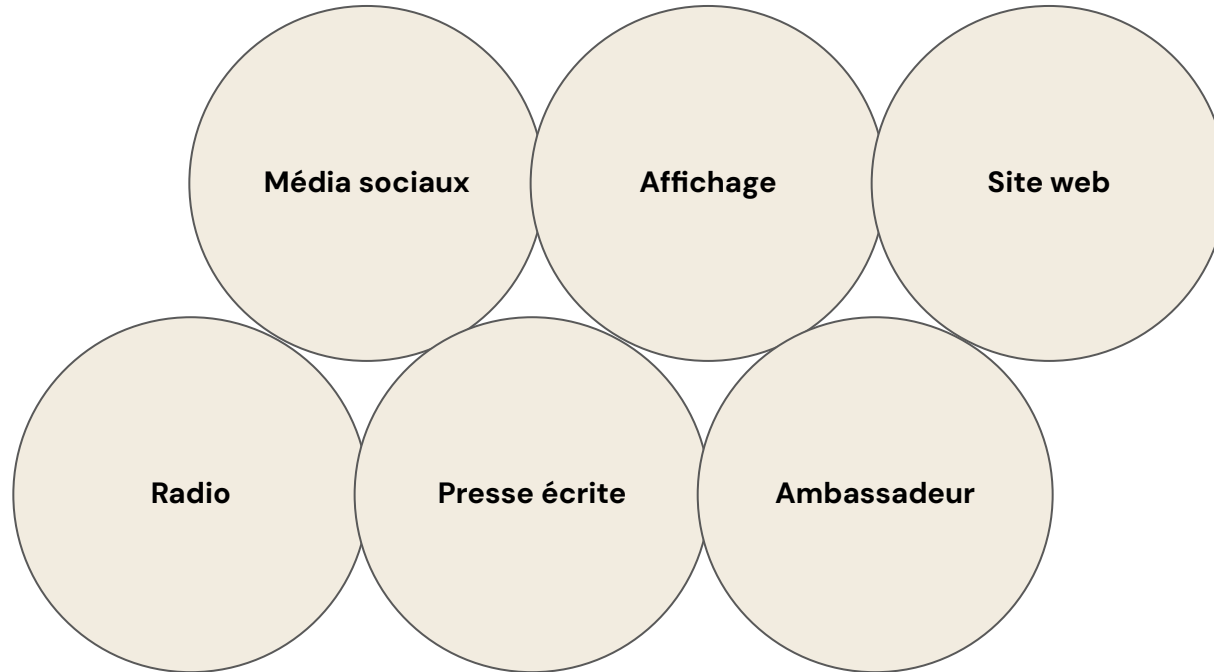 Média sociaux
Affichage
Site web
Radio
Presse écrite
Ambassadeur